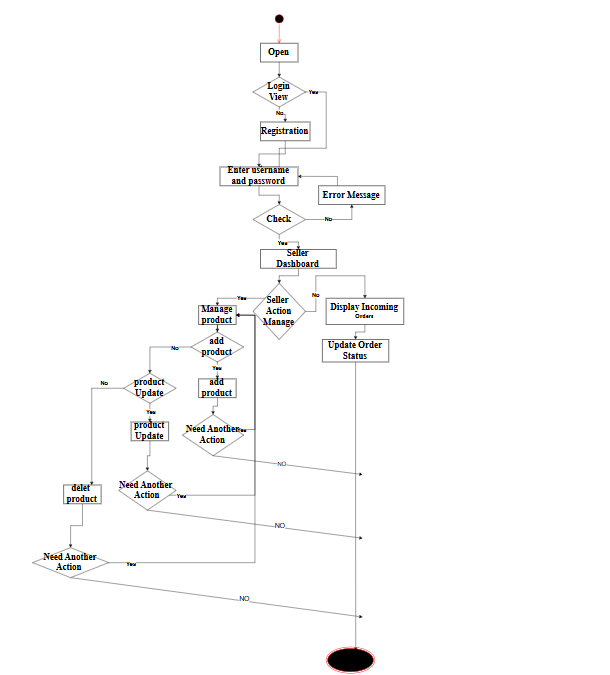 Open
Login
View
Yes
No
Registration
Enter username
and password
Error Message
Check
No
Yes
Seller
Dashboard
Yes
Seller
Action
Manage
No
Display Incoming
Orders
Manage
product
add
product
No
Yes
Update Order
Status
product
Update
No
add
product
Yes
product
Update
Need Another
Action
Yes
NO
Need Another
Action
Yes
delet
product
NO
Need Another
Action
Yes
NO